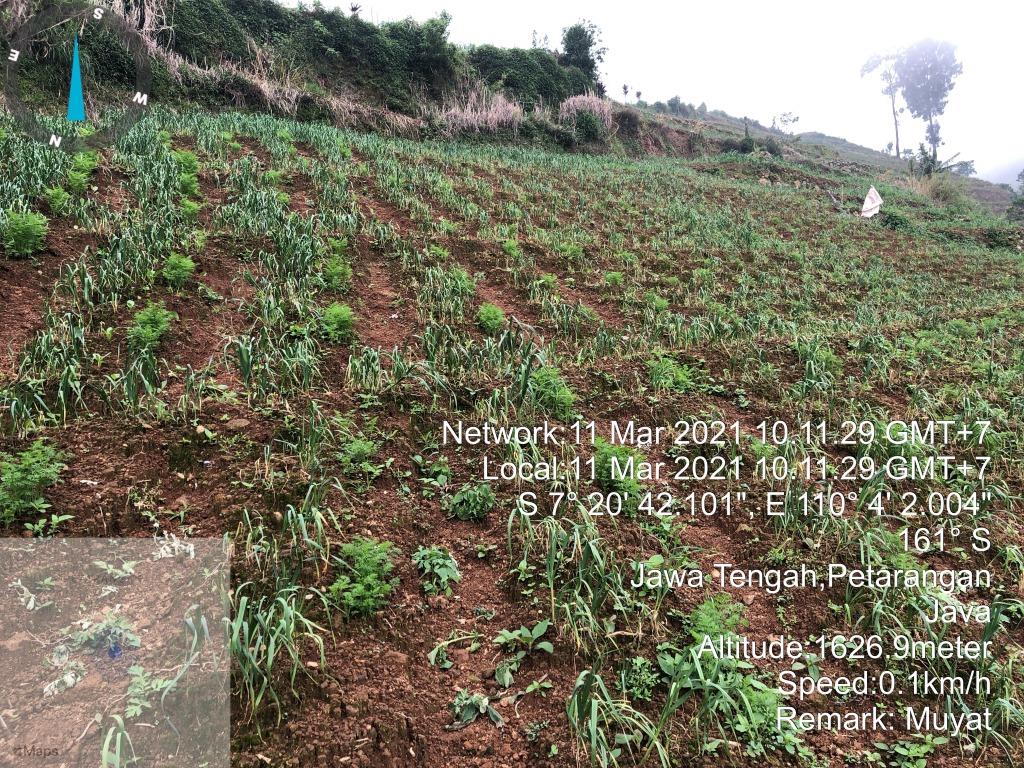 S
E
W
N
Network:11 Mar 2021 10.11.29 GMT+7
Local:11 Mar 2021 10.11.29 GMT+7
S 7° 20' 42.101", E 110° 4' 2.004"
161° S
Jawa Tengah,Petarangan
Java
Altitude:1626.9meter
Speed:0.1km/h
Remark: Muyat
Maps